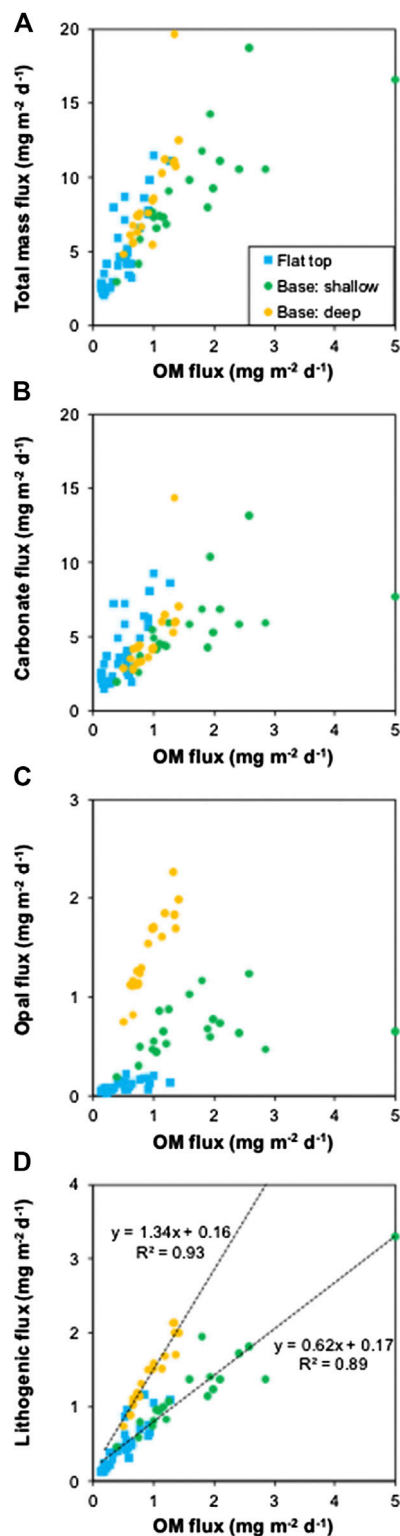 A
Total mass flux (mg m⁻² d⁻¹)
20
15
10
5
0
Flat top
Base: shallow
Base: deep
0 1 2 3 4 5
OM flux (mg m⁻² d⁻¹)
B
Carbonate flux (mg m⁻² d⁻¹)
20
15
10
5
0
0 1 2 3 4 5
OM flux (mg m⁻² d⁻¹)
C
Opal flux (mg m⁻² d⁻¹)
3
2
1
0
0 1 2 3 4 5
OM flux (mg m⁻² d⁻¹)
D
Lithogenic flux (mg m⁻² d⁻¹)
4
3
2
1
0
y = 1.34x + 0.16
R² = 0.93
y = 0.62x + 0.17
R² = 0.89
0 1 2 3 4 5
OM flux (mg m⁻² d⁻¹)